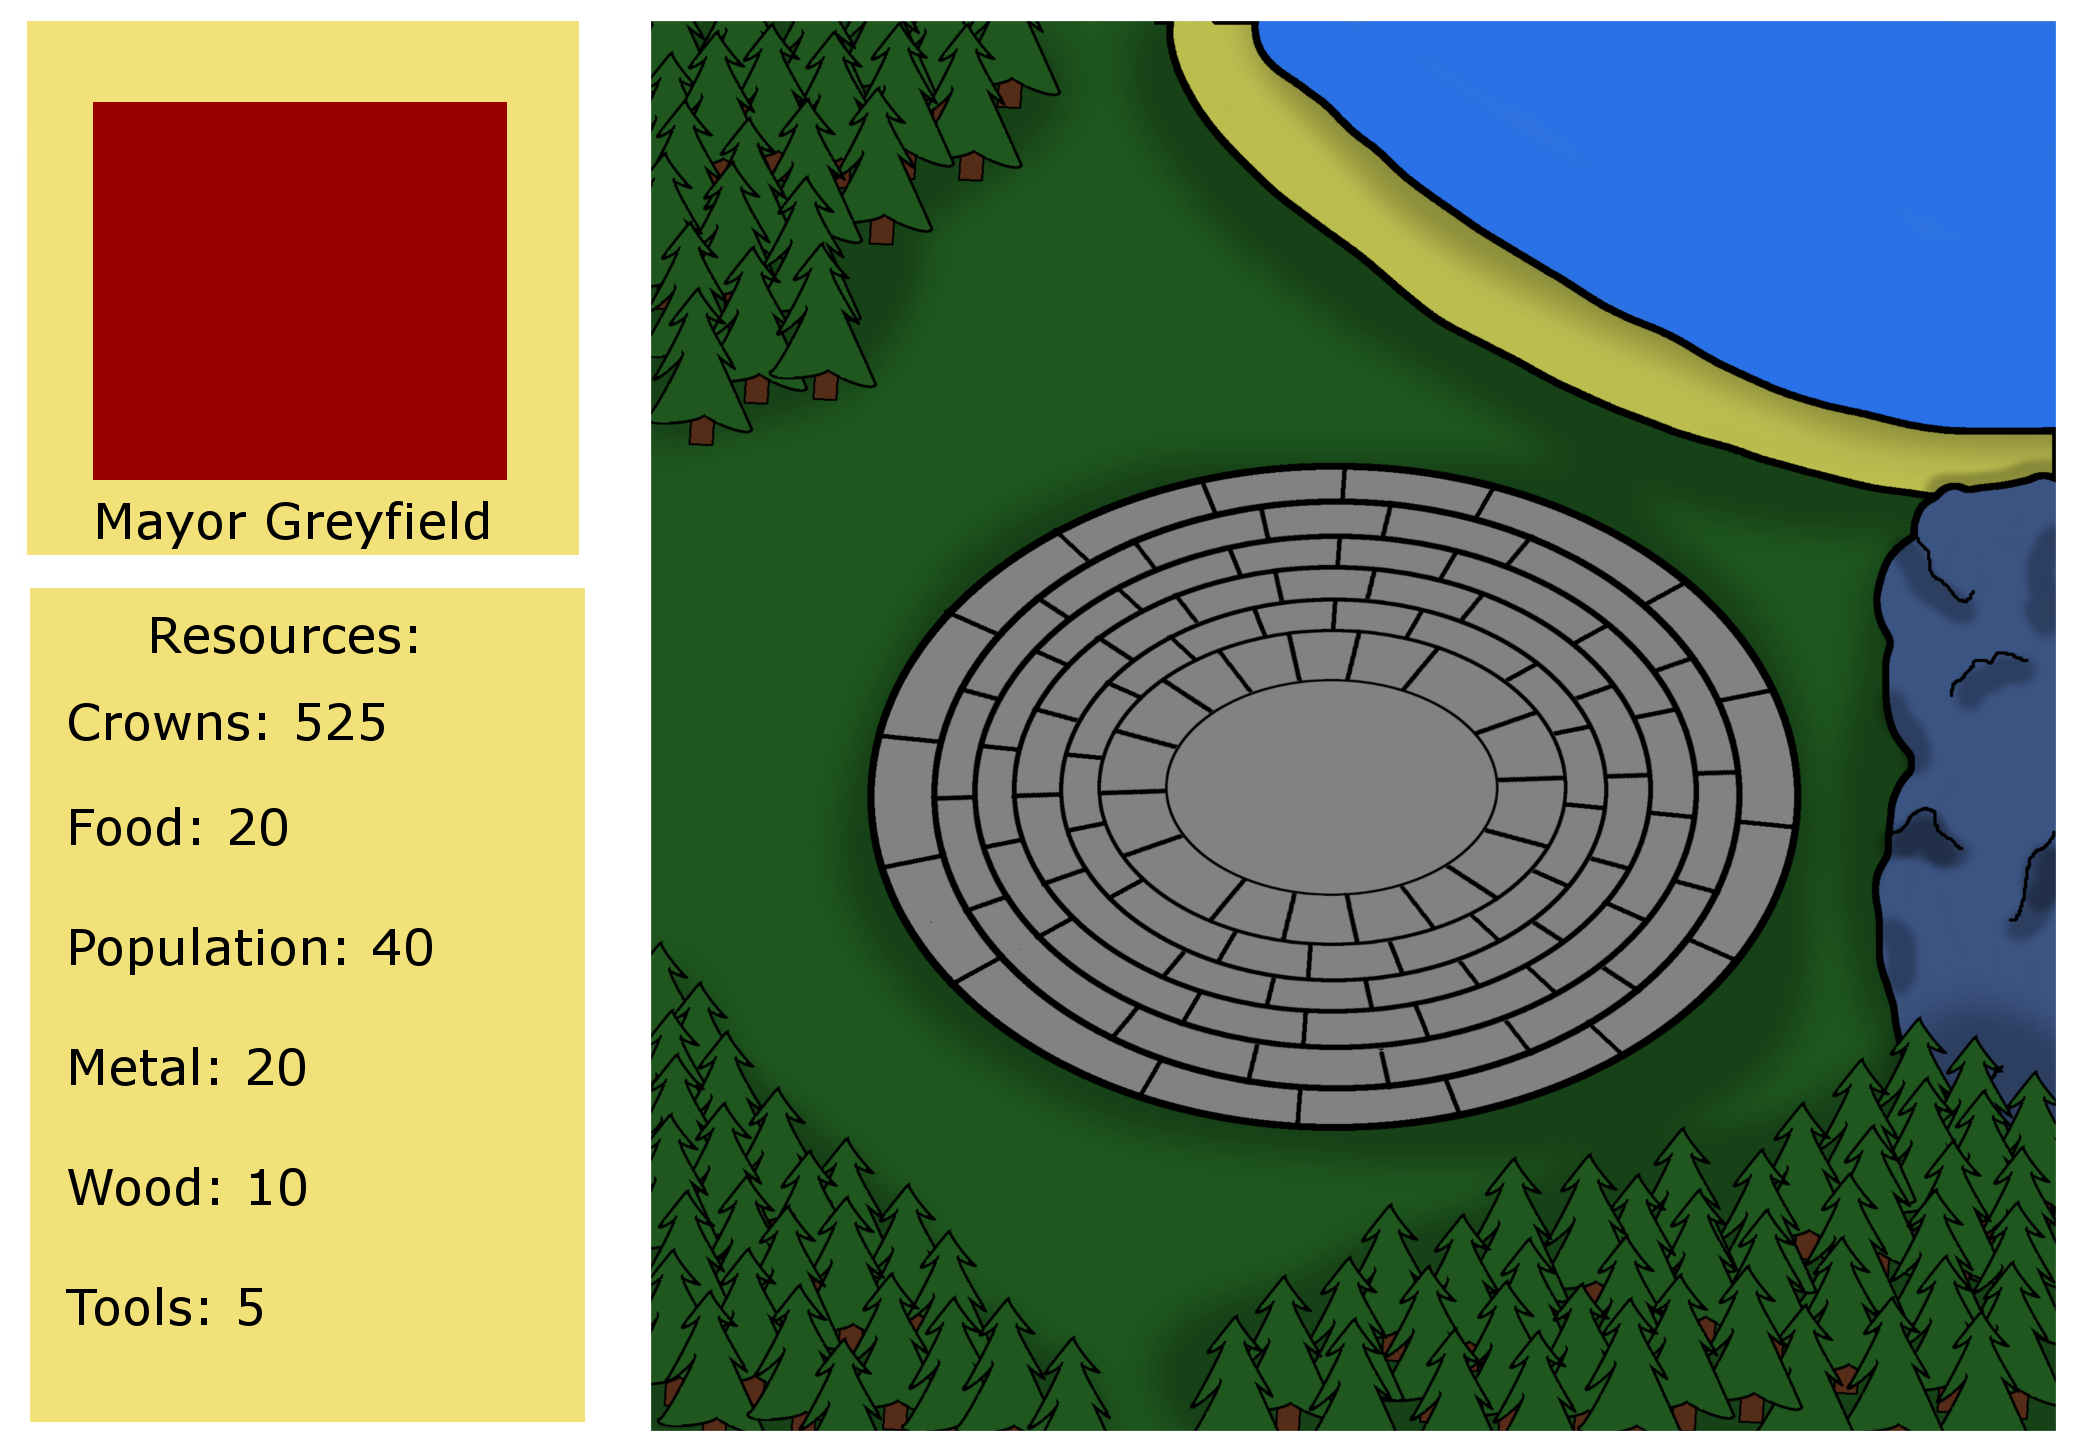 Mayor Greyfield
Resources:
Crowns: 525
Food: 20
Population: 40
Metal: 20
Wood: 10
Tools: 5